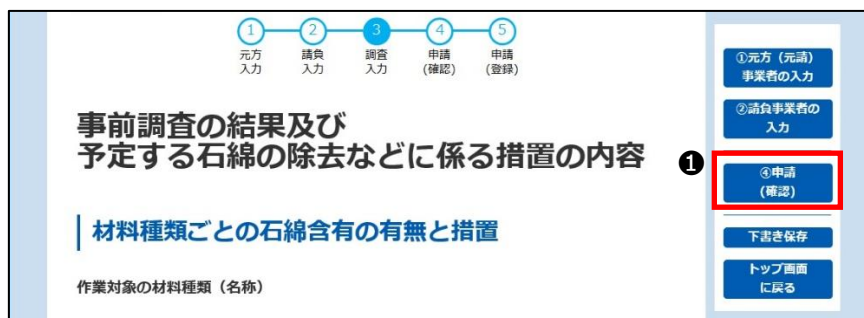 1 2 3 4 5
元方 請負 調査 申請 申請
入力 入力 入力 (確認) (登録)
事前調査の結果及び
予定する石綿の除去などに係る措置の内容
材料種類ごとの石綿含有の有無と措置
作業対象の材料種類（名称）
①元方（元請）
事業者の入力
②請負事業者の
入力
❶
④申請
(確認)
下書き保存
トップ画面
に戻る